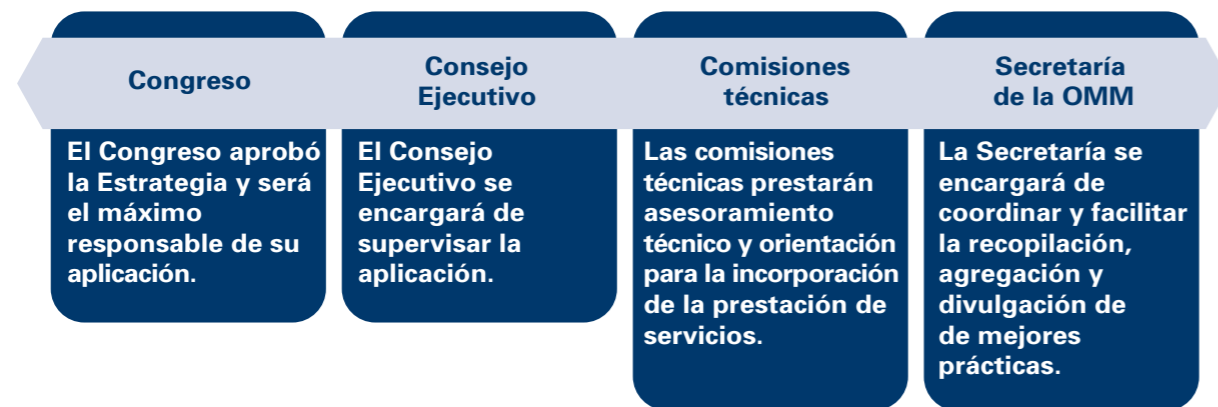 Congreso
El Congreso aprobó
la Estrategia y será
el máximo
responsable de su
aplicación.
Consejo
Ejecutivo
El Consejo
Ejecutivo se
encargará de
supervisar la
aplicación.
Comisiones
técnicas
Las comisiones
técnicas prestarán
asesoramiento
técnico y orientación
para la incorporación
de la prestación de
servicios.
Secretaría
de la OMM
La Secretaría se
encargará de
coordinar y facilitar
la recopilación,
agregación y
divulgación de
de mejores
prácticas.